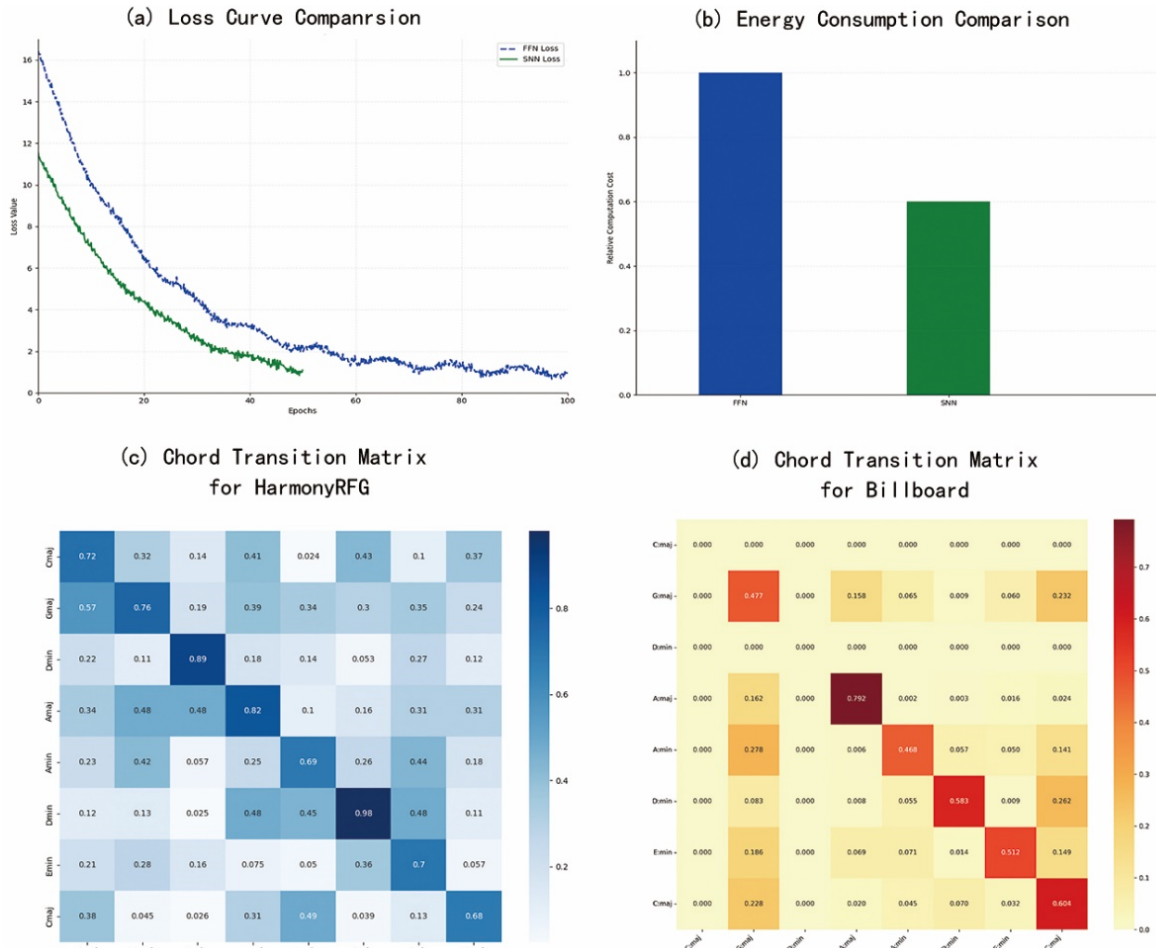 (a) Loss Curve Companrsion
FFN Loss
SNN Loss
16
14
12
10
8
6
4
2
0
Loss Value
0 20 40 60 80 100
Epochs
(b) Energy Consumption Comparison
1.0
0.8
0.6
0.4
0.2
0.0
Relative Computation Cost
FFN SNN
(c) Chord Transition Matrix
for HarmonyRFG
Cmaj 0.72 0.32 0.14 0.41 0.024 0.43 0.1 0.37
Gmaj 0.57 0.76 0.19 0.39 0.34 0.3 0.35 0.24
Dmin 0.22 0.11 0.89 0.18 0.14 0.053 0.27 0.12
Amaj 0.34 0.48 0.48 0.82 0.1 0.16 0.31 0.31
Amin 0.23 0.42 0.057 0.25 0.69 0.26 0.44 0.18
Dmin 0.12 0.13 0.025 0.48 0.45 0.98 0.48 0.11
Emin 0.21 0.28 0.16 0.075 0.05 0.36 0.7 0.057
Cmaj 0.38 0.045 0.026 0.31 0.49 0.039 0.13 0.68
0.8
0.6
0.4
0.2
(d) Chord Transition Matrix
for Billboard
C:maj 0.000 0.000 0.000 0.000 0.000 0.000 0.000 0.000
G:maj 0.000 0.477 0.000 0.158 0.065 0.009 0.060 0.232
D:min 0.000 0.000 0.000 0.000 0.000 0.000 0.000 0.000
A:maj 0.000 0.162 0.000 0.792 0.002 0.003 0.016 0.024
A:min 0.000 0.278 0.000 0.006 0.468 0.057 0.050 0.141
D:min 0.000 0.083 0.000 0.008 0.055 0.583 0.009 0.262
E:min 0.000 0.186 0.000 0.069 0.071 0.014 0.512 0.149
C:maj 0.000 0.228 0.000 0.020 0.045 0.070 0.032 0.604
0.7
0.6
0.5
0.4
0.3
0.2
0.1
0.0